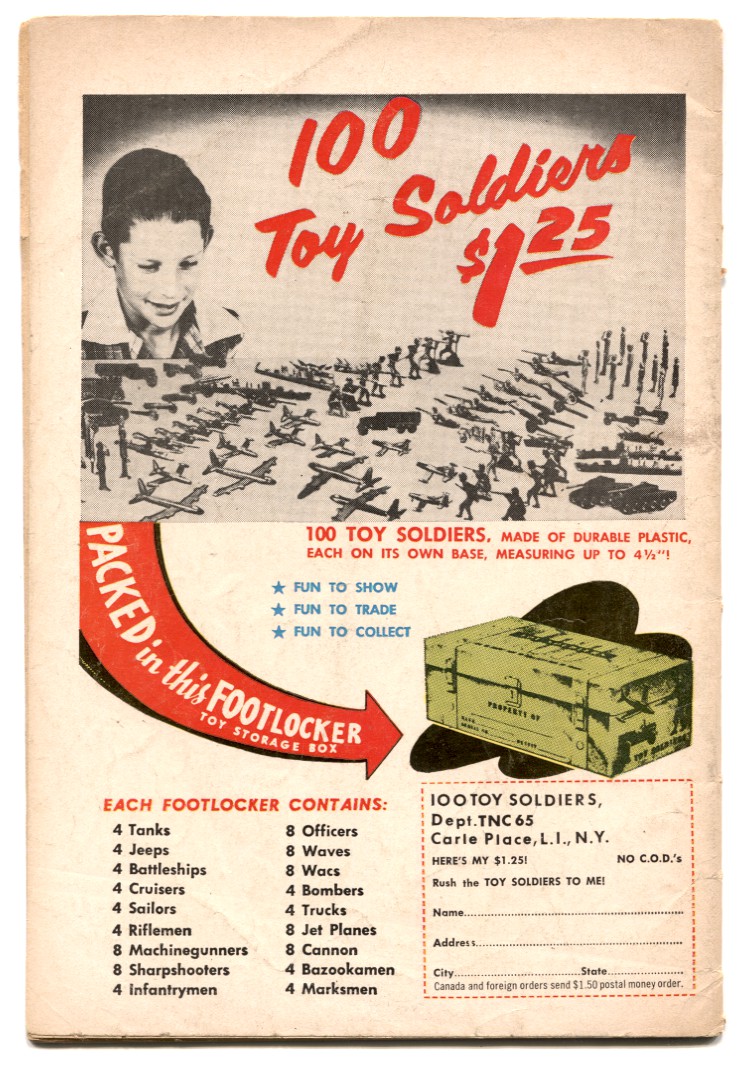 100
Toy Soldiers
$1.25
100 TOY SOLDIERS, MADE OF DURABLE PLASTIC,
EACH ON ITS OWN BASE, MEASURING UP TO 4½"!
PACKED in this FOOTLOCKER
TOY STORAGE BOX
★ FUN TO SHOW
★ FUN TO TRADE
★ FUN TO COLLECT
PROPERTY OF
TOY SOLDIERS
EACH FOOTLOCKER CONTAINS:
4 Tanks
4 Jeeps
4 Battleships
4 Cruisers
4 Sailors
4 Riflemen
8 Machinegunners
8 Sharpshooters
4 Infantrymen
8 Officers
8 Waves
8 Wacs
4 Bombers
4 Trucks
8 Jet Planes
8 Cannon
4 Bazookamen
4 Marksmen
100 TOY SOLDIERS,
Dept. TNC 65
Carle Place, L.I., N.Y.
HERE'S MY $1.25! NO C.O.D.'s
Rush the TOY SOLDIERS TO ME!
Name
Address
City State
Canada and foreign orders send $1.50 postal money order.